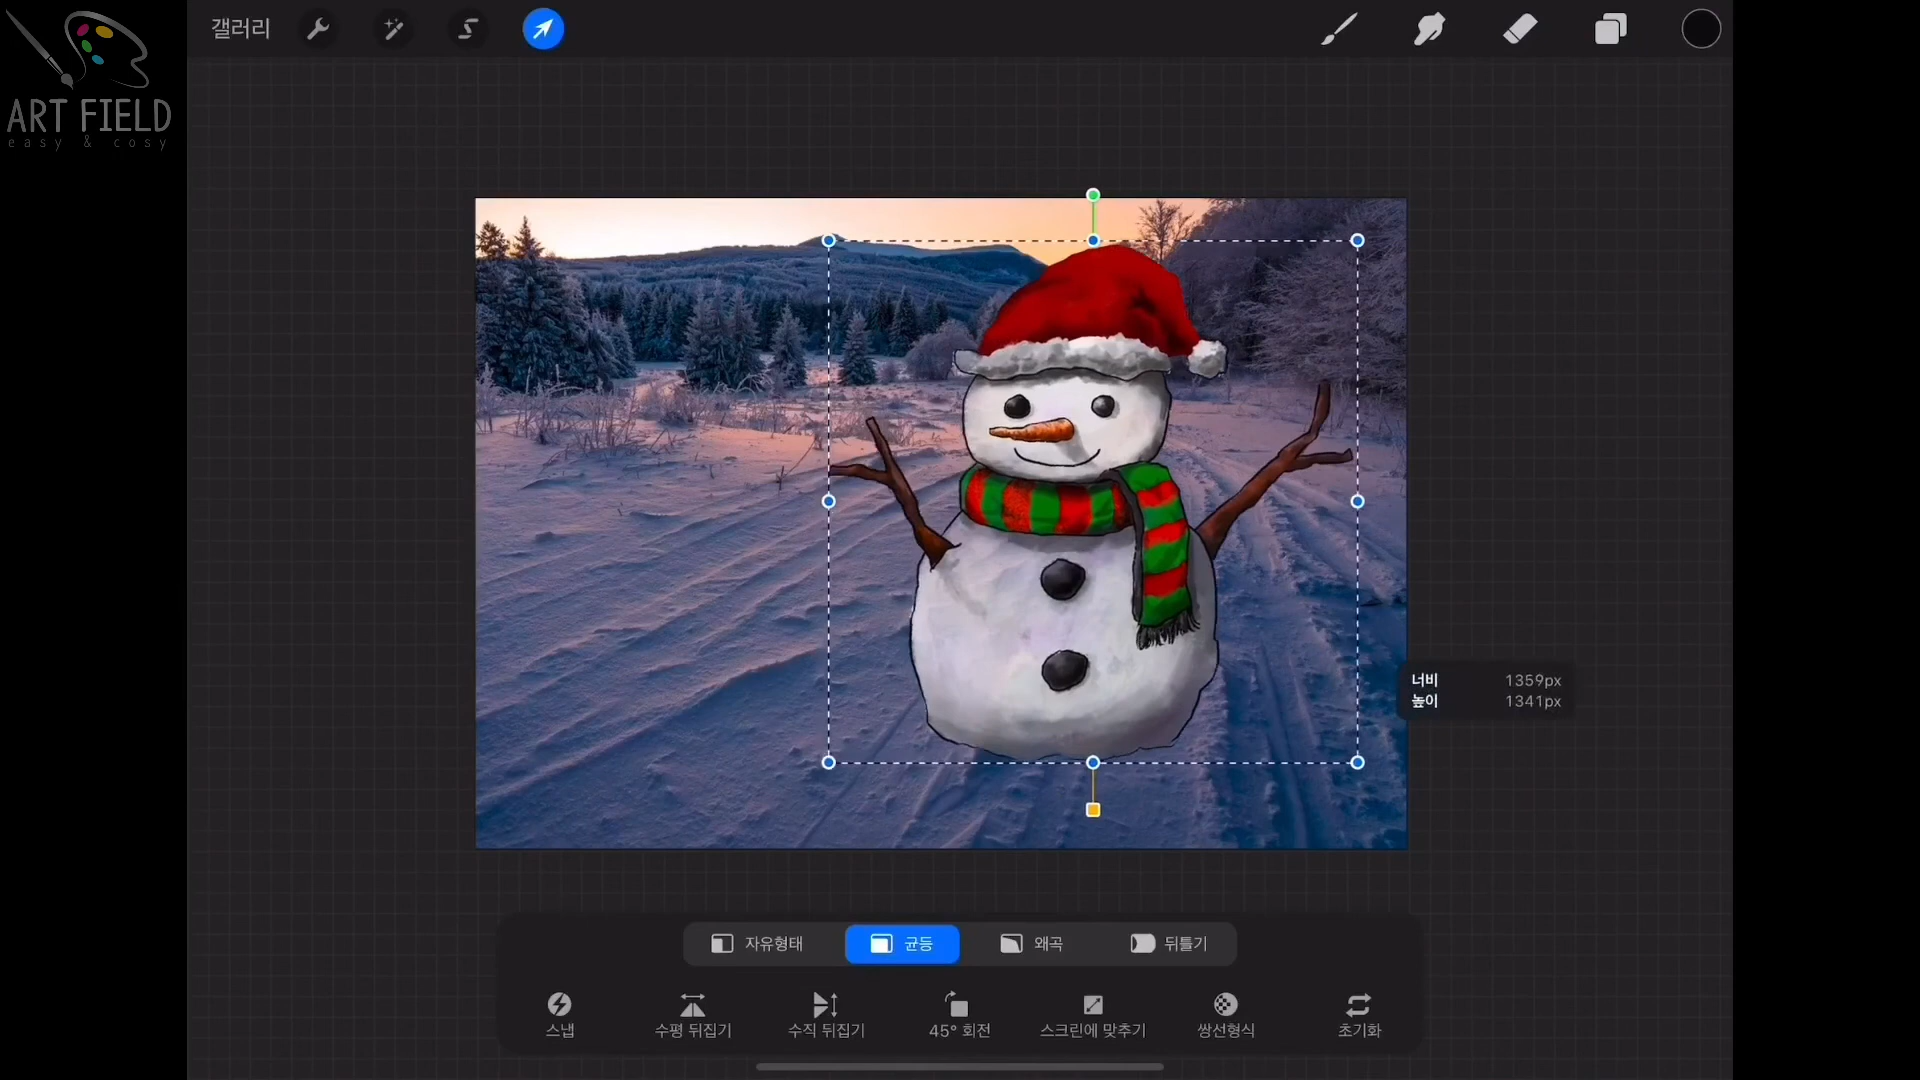 갤러리
ART FIELD
easy & cosy
너비 1359px
높이 1341px
자유형태 균등 왜곡 뒤틀기
스냅 수평 뒤집기 수직 뒤집기 45° 회전 스크린에 맞추기 쌍선형식 초기화